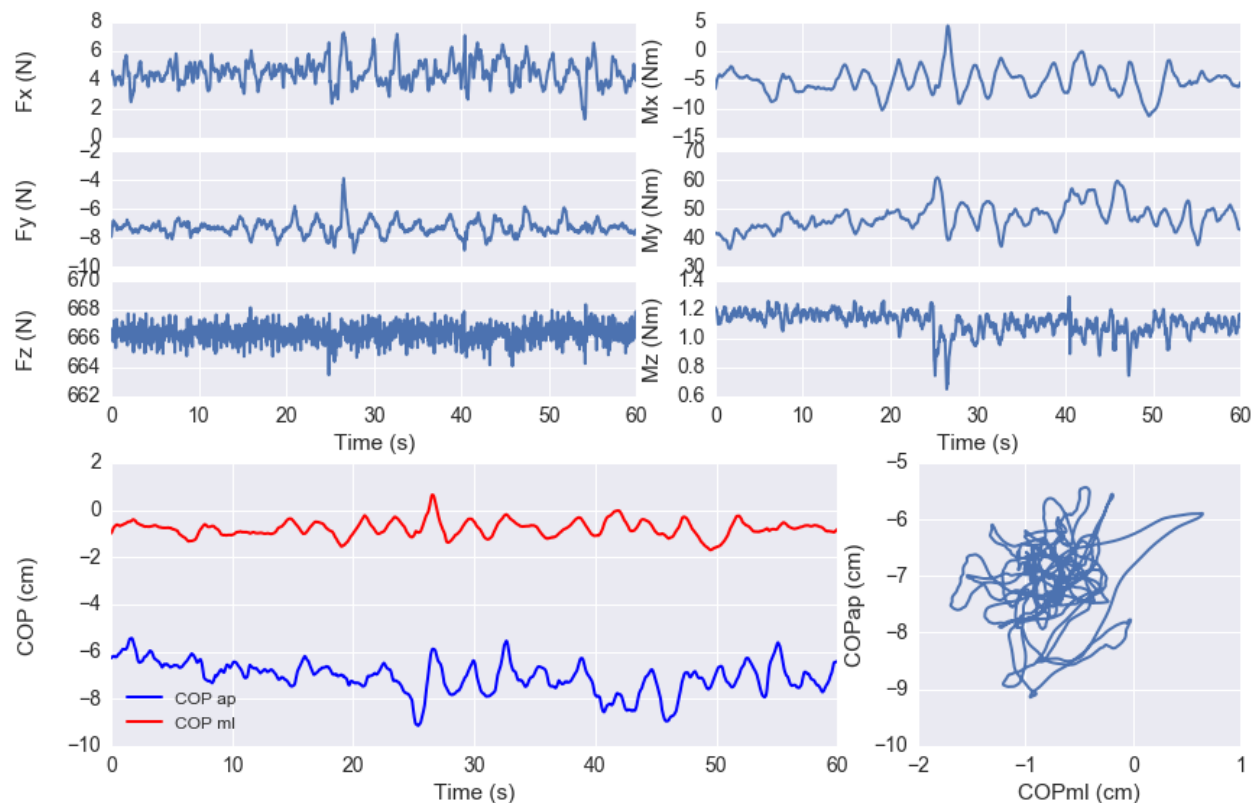 Fx (N)
8
6
4
2
0
Mx (Nm)
5
0
−5
−10
−15
Fy (N)
−2
−4
−6
−8
−10
My (Nm)
70
60
50
40
30
Fz (N)
670
668
666
664
662
0 10 20 30 40 50 60
Time (s)
Mz (Nm)
1.4
1.2
1.0
0.8
0.6
0 10 20 30 40 50 60
Time (s)
COP (cm)
2
0
−2
−4
−6
−8
−10
COP ap
COP ml
0 10 20 30 40 50 60
Time (s)
COPap (cm)
−5
−6
−7
−8
−9
−10
−2 −1 0 1
COPml (cm)